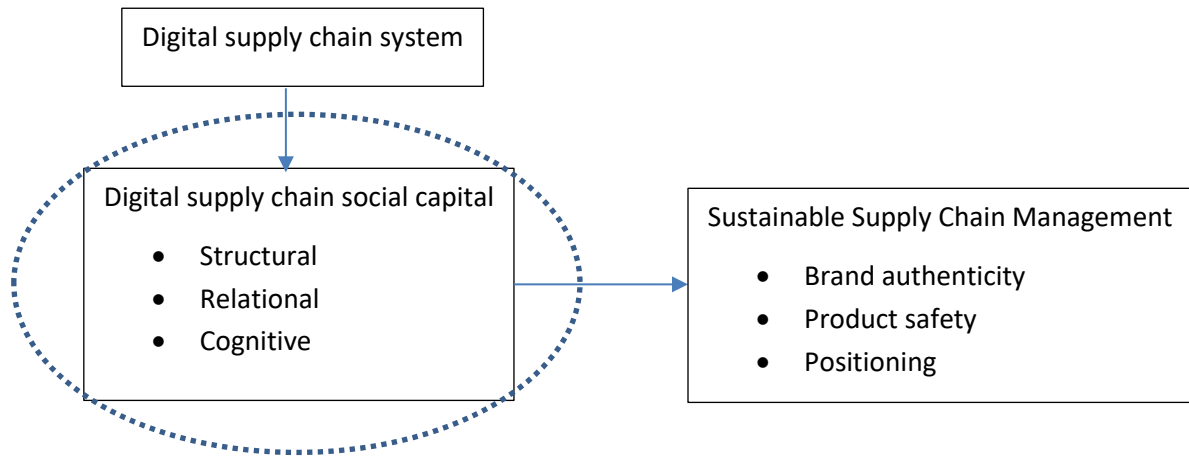 Digital supply chain system
Digital supply chain social capital
• Structural
• Relational
• Cognitive
Sustainable Supply Chain Management
• Brand authenticity
• Product safety
• Positioning